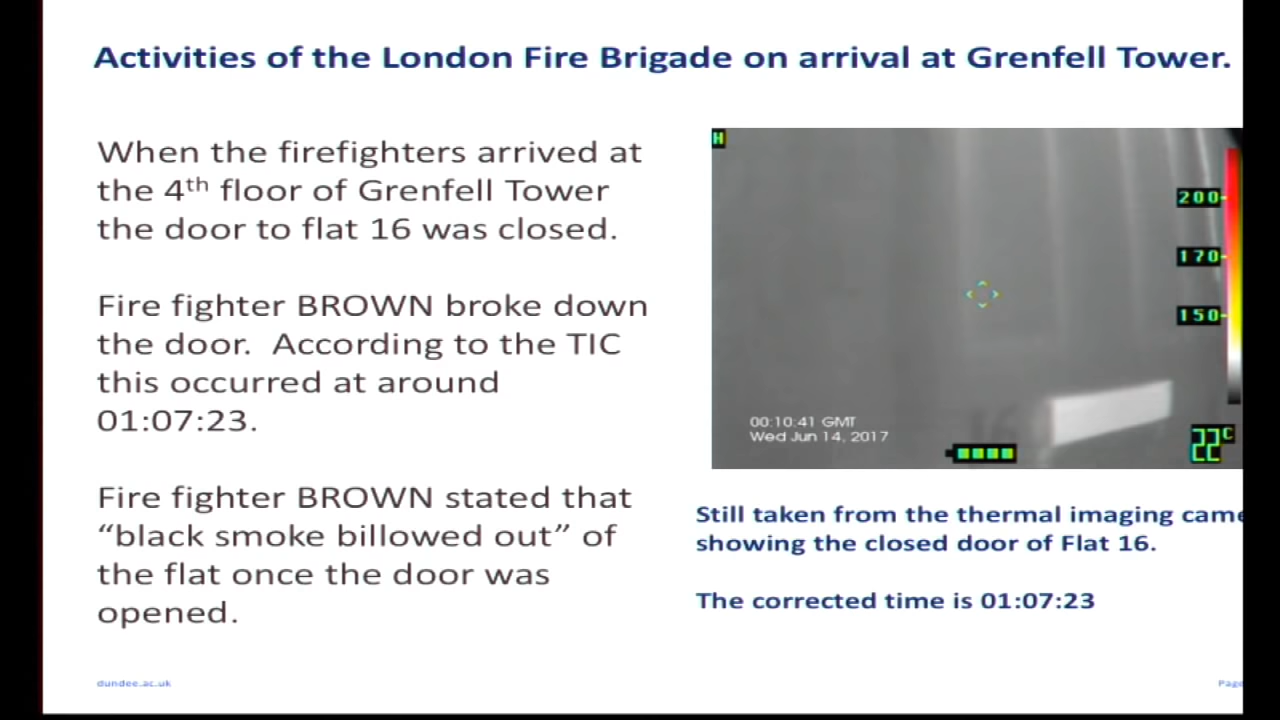 Activities of the London Fire Brigade on arrival at Grenfell Tower.
When the firefighters arrived at
the 4th floor of Grenfell Tower
the door to flat 16 was closed.
Fire fighter BROWN broke down
the door. According to the TIC
this occurred at around
01:07:23.
Fire fighter BROWN stated that
“black smoke billowed out” of
the flat once the door was
opened.
H
200
170
150
16
00:10:41 GMT
Wed Jun 14, 2017
22°C
Still taken from the thermal imaging came
showing the closed door of Flat 16.
The corrected time is 01:07:23
dundee.ac.uk
Page